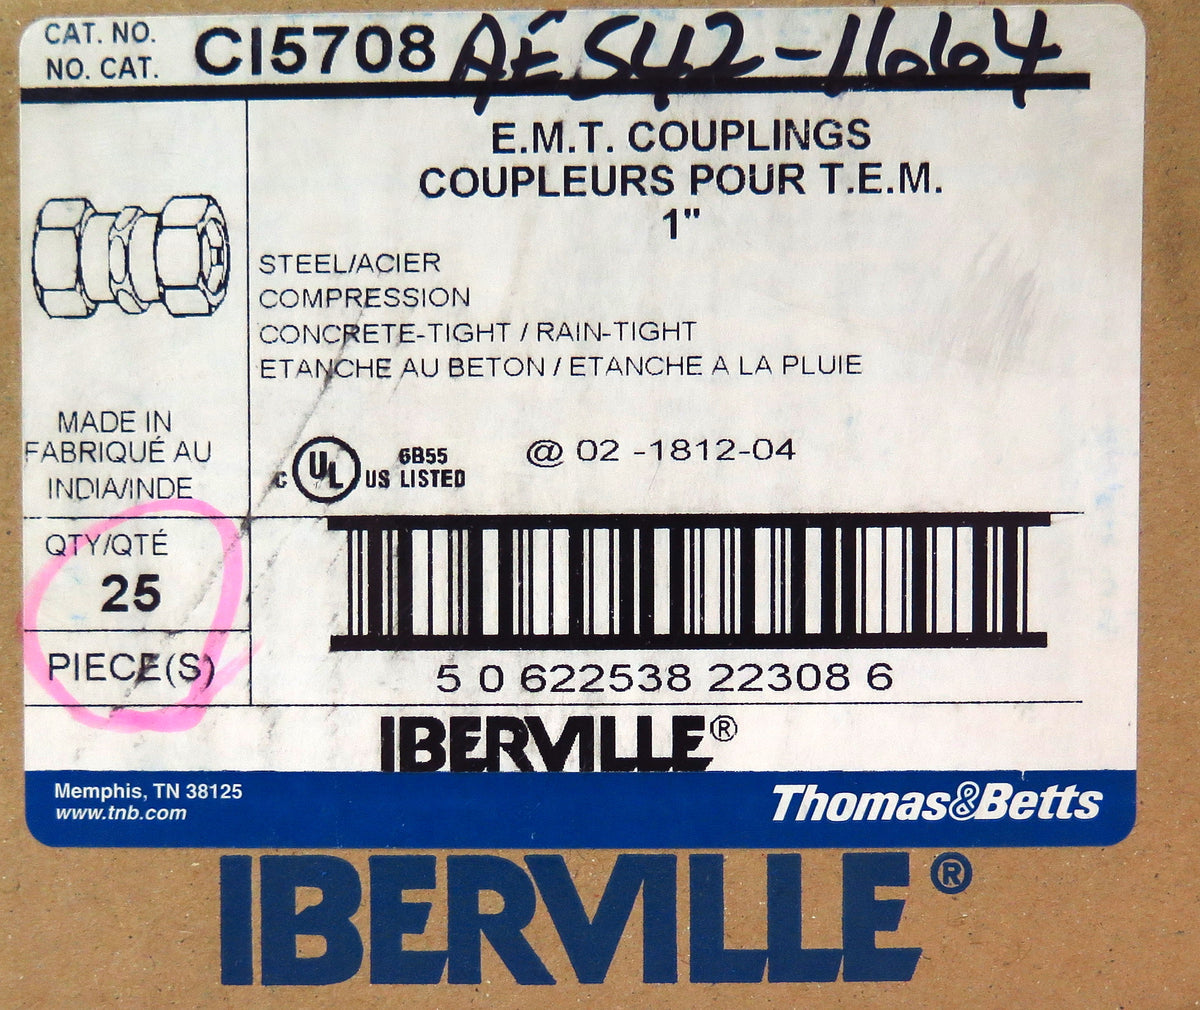 CAT. NO.
NO. CAT.
CI5708
AES42-1664
E.M.T. COUPLINGS
COUPLEURS POUR T.E.M.
1"
STEEL/ACIER
COMPRESSION
CONCRETE-TIGHT / RAIN-TIGHT
ETANCHE AU BETON / ETANCHE A LA PLUIE
MADE IN
FABRIQUÉ AU
INDIA/INDE
C UL US 6B55 LISTED
@ 02 -1812-04
QTY/QTÉ
25
PIECE(S)
5 0 622538 22308 6
IBERVILLE®
Memphis, TN 38125
www.tnb.com
Thomas&Betts
IBERVILLE®